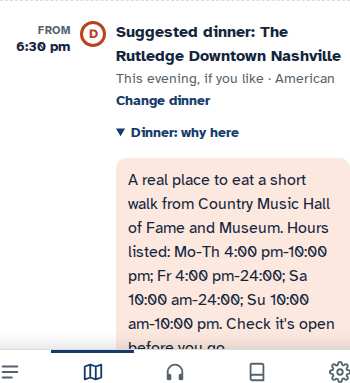 FROM
6:30 pm
D
Suggested dinner: The
Rutledge Downtown Nashville
This evening, if you like · American
Change dinner
▼ Dinner: why here
A real place to eat a short
walk from Country Music Hall
of Fame and Museum. Hours
listed: Mo-Th 4:00 pm-10:00
pm; Fr 4:00 pm-24:00; Sa
10:00 am-24:00; Su 10:00
am-10:00 pm. Check it's open
before you go